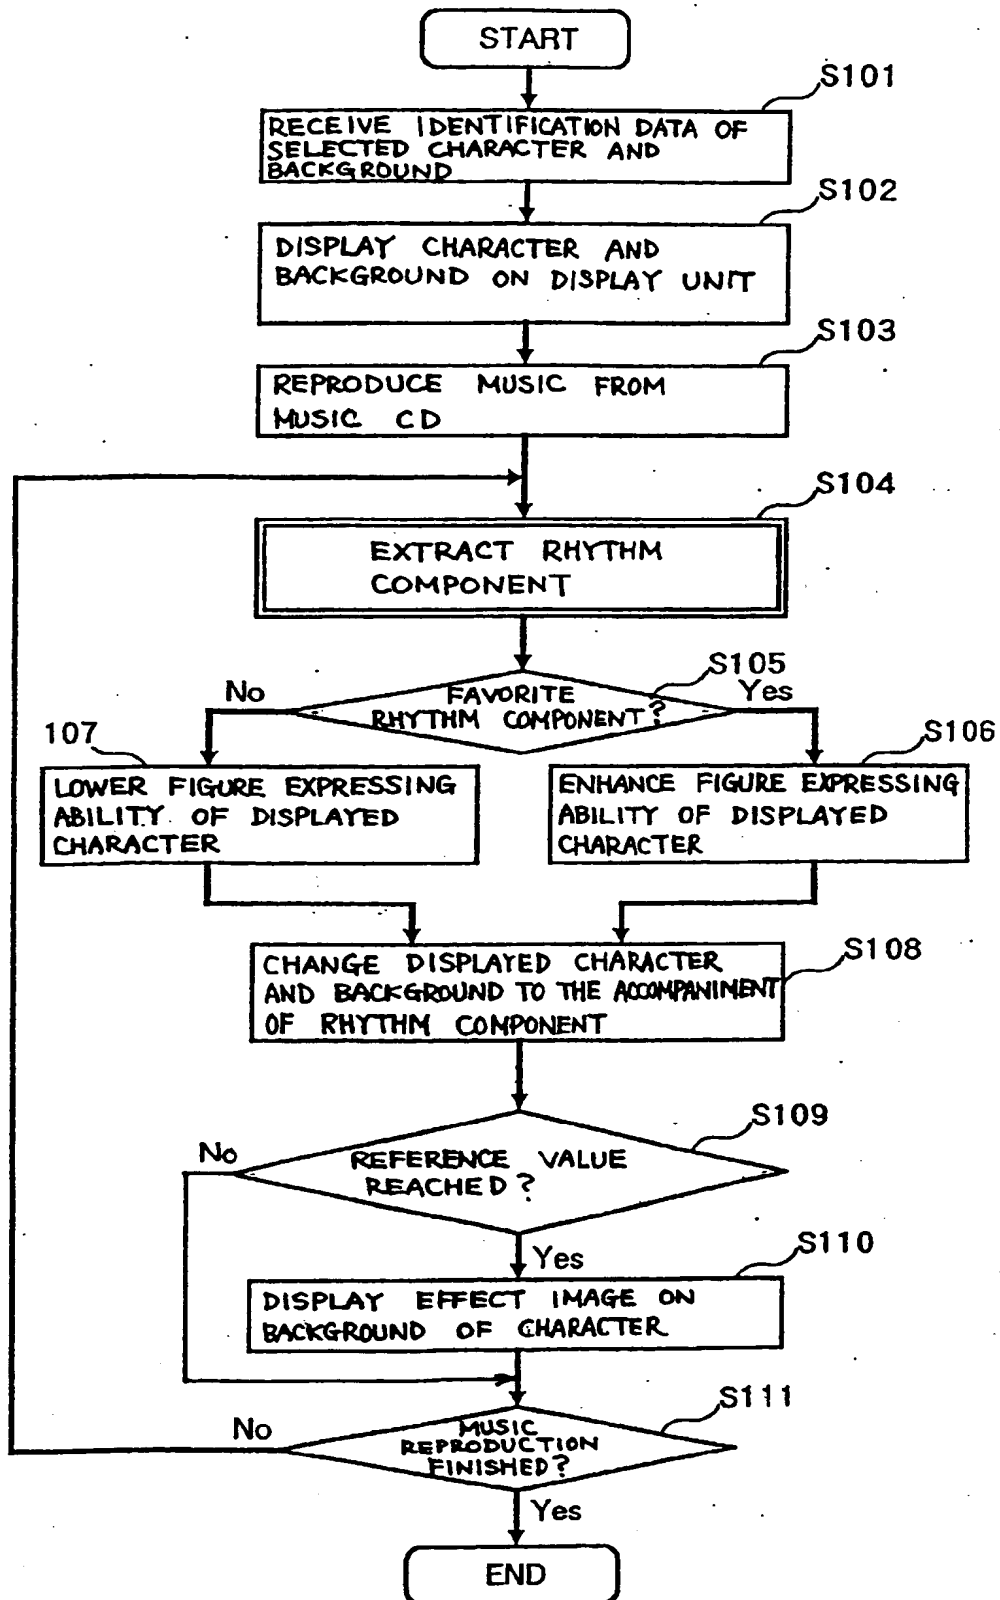 START
S101
RECEIVE IDENTIFICATION DATA OF
SELECTED CHARACTER AND
BACKGROUND
S102
DISPLAY CHARACTER AND
BACKGROUND ON DISPLAY UNIT
S103
REPRODUCE MUSIC FROM
MUSIC CD
S104
EXTRACT RHYTHM
COMPONENT
S105
No
Yes
FAVORITE
RHYTHM COMPONENT?
107
S106
LOWER FIGURE EXPRESSING
ABILITY OF DISPLAYED
CHARACTER
ENHANCE FIGURE EXPRESSING
ABILITY OF DISPLAYED
CHARACTER
S108
CHANGE DISPLAYED CHARACTER
AND BACKGROUND TO THE ACCOMPANIMENT
OF RHYTHM COMPONENT
S109
No
REFERENCE VALUE
REACHED?
Yes
S110
DISPLAY EFFECT IMAGE ON
BACKGROUND OF CHARACTER
S111
No
MUSIC
REPRODUCTION
FINISHED?
Yes
END